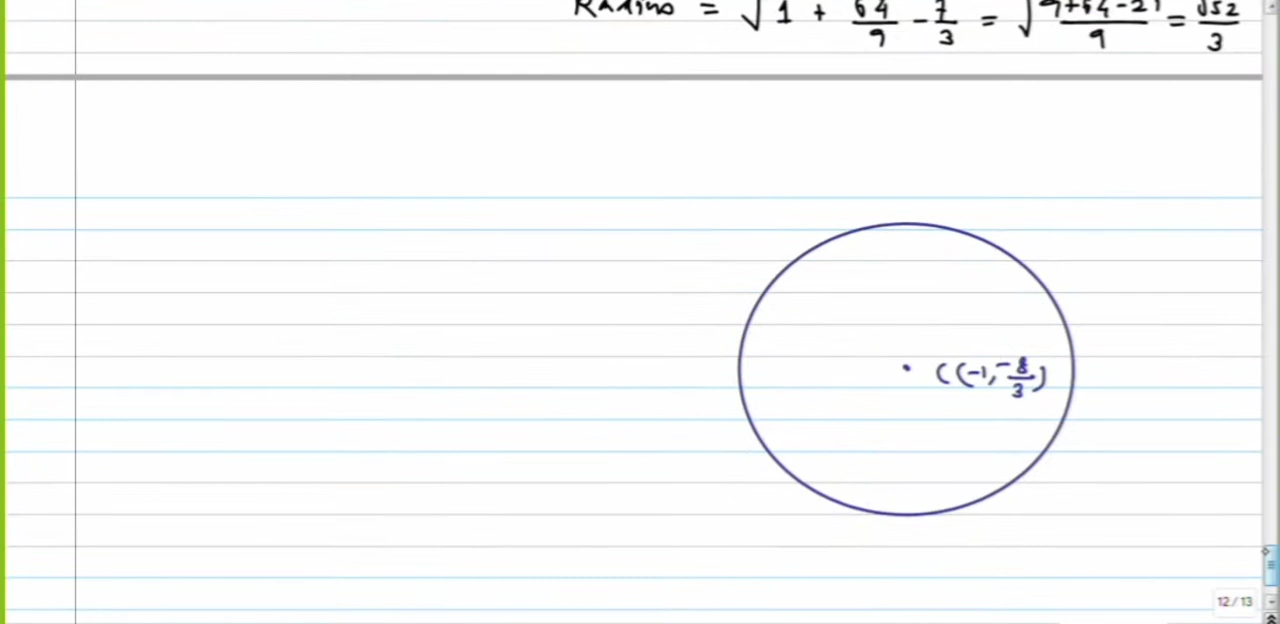 Radius = √1 + 64/9 - 7/3 = √9+64-21/9 = √52/3
C(-1, -8/3)
12/13